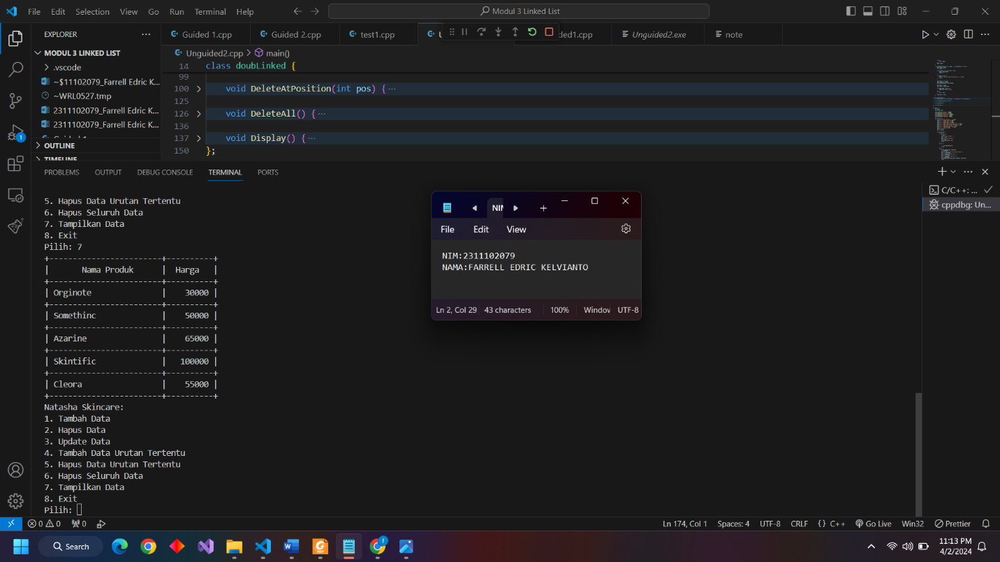 File Edit Selection View Go Run Terminal Help
Modul 3 Linked List
EXPLORER
Guided 1.cpp
Guided 2.cpp
test1.cpp
ded1.cpp
Unguided2.exe
note
MODUL 3 LINKED LIST
.vscode
~$11102079_Farrell Edric K...
~WRL0527.tmp
2311102079_Farrell Edric K...
2311102079_Farrell Edric K...
OUTLINE
TIMELINE
1
Unguided2.cpp > main()
14 class doubLinked {
99
100 void DeleteAtPosition(int pos) { ···
125
126 void DeleteAll() { ···
136
137 void Display() { ···
150 };
PROBLEMS OUTPUT DEBUG CONSOLE TERMINAL PORTS
C/C++: ...
cppdbg: Un...
5. Hapus Data Urutan Tertentu
6. Hapus Seluruh Data
7. Tampilkan Data
8. Exit
Pilih: 7
+-------------------------+----------+
| Nama Produk | Harga |
+-------------------------+----------+
| Orginote | 30000 |
+-------------------------+----------+
| Somethinc | 50000 |
+-------------------------+----------+
| Azarine | 65000 |
+-------------------------+----------+
| Skintific | 100000 |
+-------------------------+----------+
| Cleora | 55000 |
+-------------------------+----------+
Natasha Skincare:
1. Tambah Data
2. Hapus Data
3. Update Data
4. Tambah Data Urutan Tertentu
5. Hapus Data Urutan Tertentu
6. Hapus Seluruh Data
7. Tampilkan Data
8. Exit
Pilih:
NIM
File Edit View
NIM:2311102079
NAMA:FARRELL EDRIC KELVIANTO
Ln 2, Col 29 43 characters 100% Window UTF-8
0 0 0 Ln 174, Col 1 Spaces: 4 UTF-8 CRLF {} C++ Go Live Win32 Prettier
Search
11:13 PM
4/2/2024